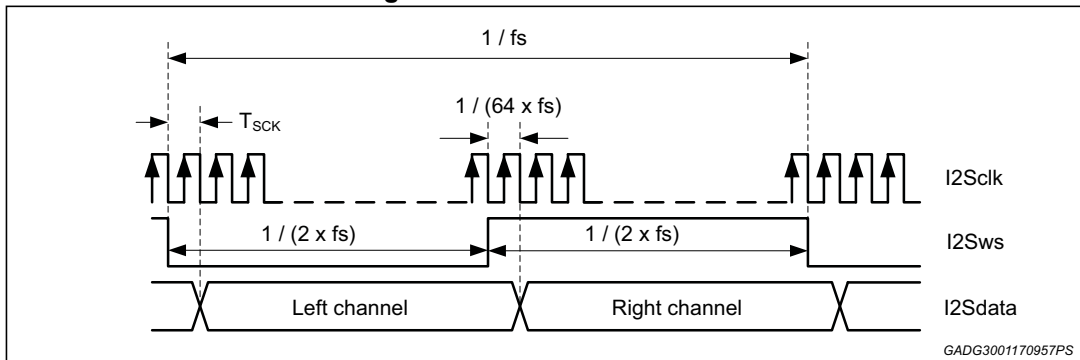 1 / fs
1 / (64 x fs)
T_SCK
I2Sclk
1 / (2 x fs) 1 / (2 x fs)
I2Sws
Left channel Right channel I2Sdata
GADG3001170957PS